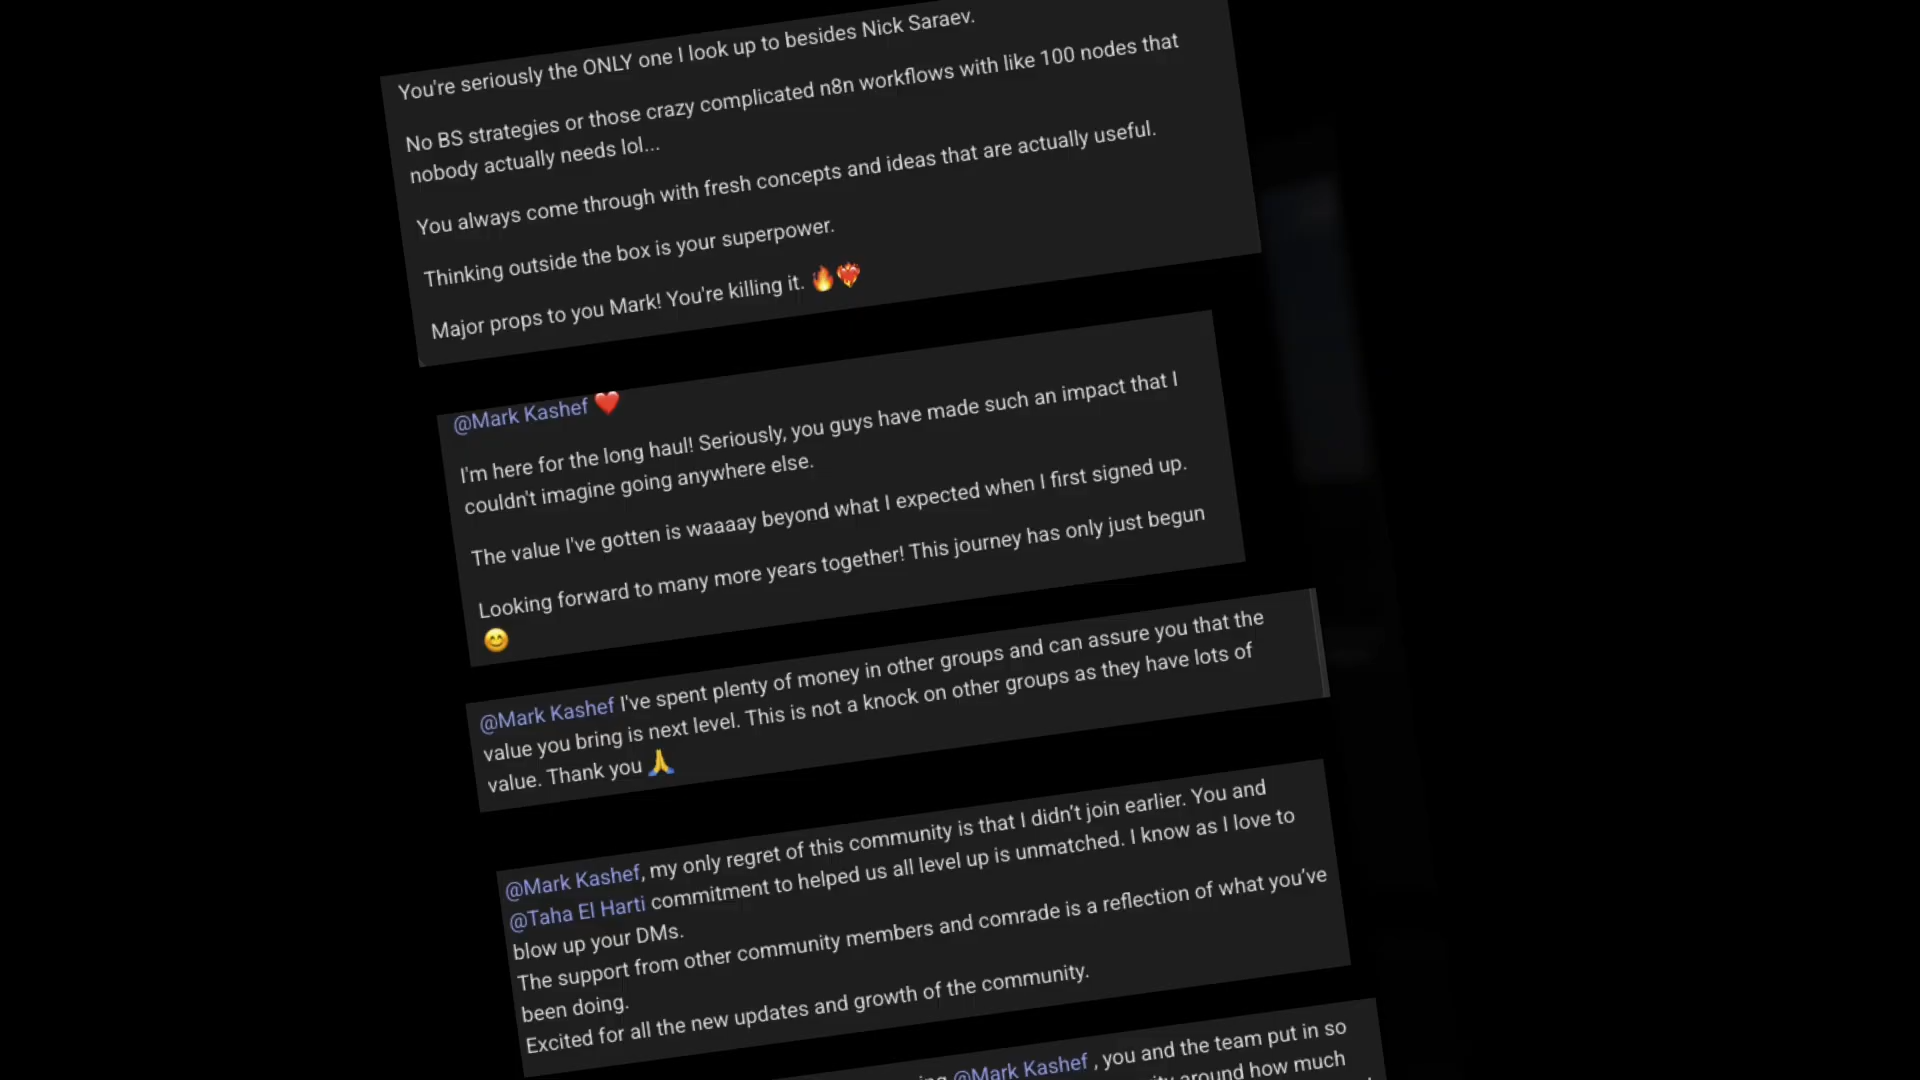 You're seriously the ONLY one I look up to besides Nick Saraev.
No BS strategies or those crazy complicated n8n workflows with like 100 nodes that
nobody actually needs lol...
You always come through with fresh concepts and ideas that are actually useful.
Thinking outside the box is your superpower.
Major props to you Mark! You're killing it. 🔥❤️‍🔥
@Mark Kashef ❤️
I'm here for the long haul! Seriously, you guys have made such an impact that I
couldn't imagine going anywhere else.
The value I've gotten is waaaay beyond what I expected when I first signed up.
Looking forward to many more years together! This journey has only just begun
😊
@Mark Kashef I've spent plenty of money in other groups and can assure you that the
value you bring is next level. This is not a knock on other groups as they have lots of
value. Thank you 🙏
@Mark Kashef, my only regret of this community is that I didn’t join earlier. You and
@Taha El Harti commitment to helped us all level up is unmatched. I know as I love to
blow up your DMs.
The support from other community members and comrade is a reflection of what you’ve
been doing.
Excited for all the new updates and growth of the community.
@Mark Kashef , you and the team put in so
around how much